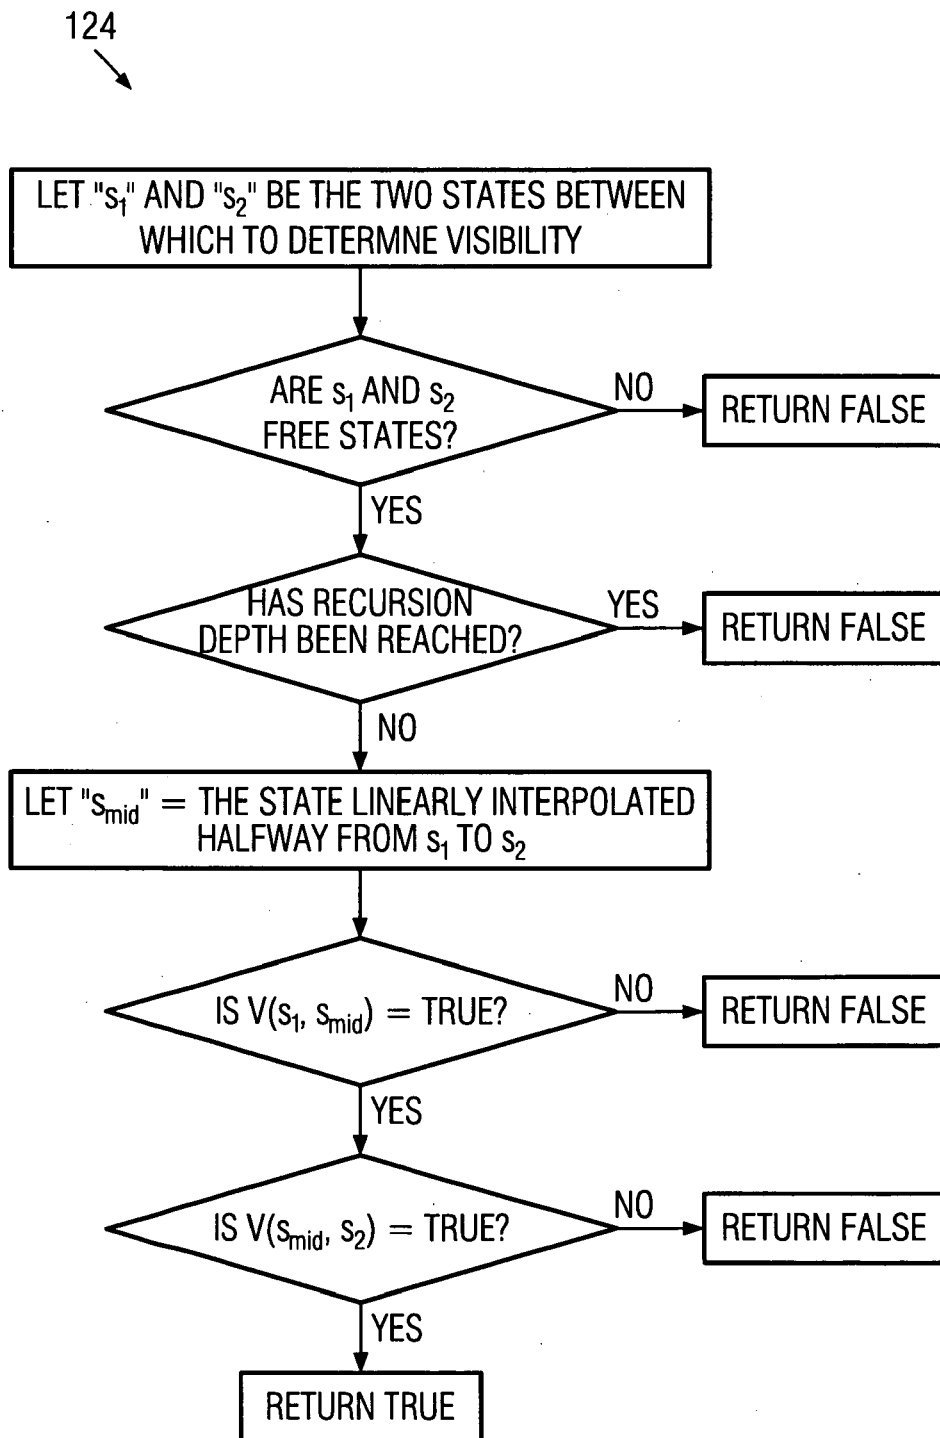 124
LET "s₁" AND "s₂" BE THE TWO STATES BETWEEN
WHICH TO DETERMNE VISIBILITY
ARE s₁ AND s₂
FREE STATES?
NO
RETURN FALSE
YES
HAS RECURSION
DEPTH BEEN REACHED?
YES
RETURN FALSE
NO
LET "s_mid" = THE STATE LINEARLY INTERPOLATED
HALFWAY FROM s₁ TO s₂
IS V(s₁, s_mid) = TRUE?
NO
RETURN FALSE
YES
IS V(s_mid, s₂) = TRUE?
NO
RETURN FALSE
YES
RETURN TRUE